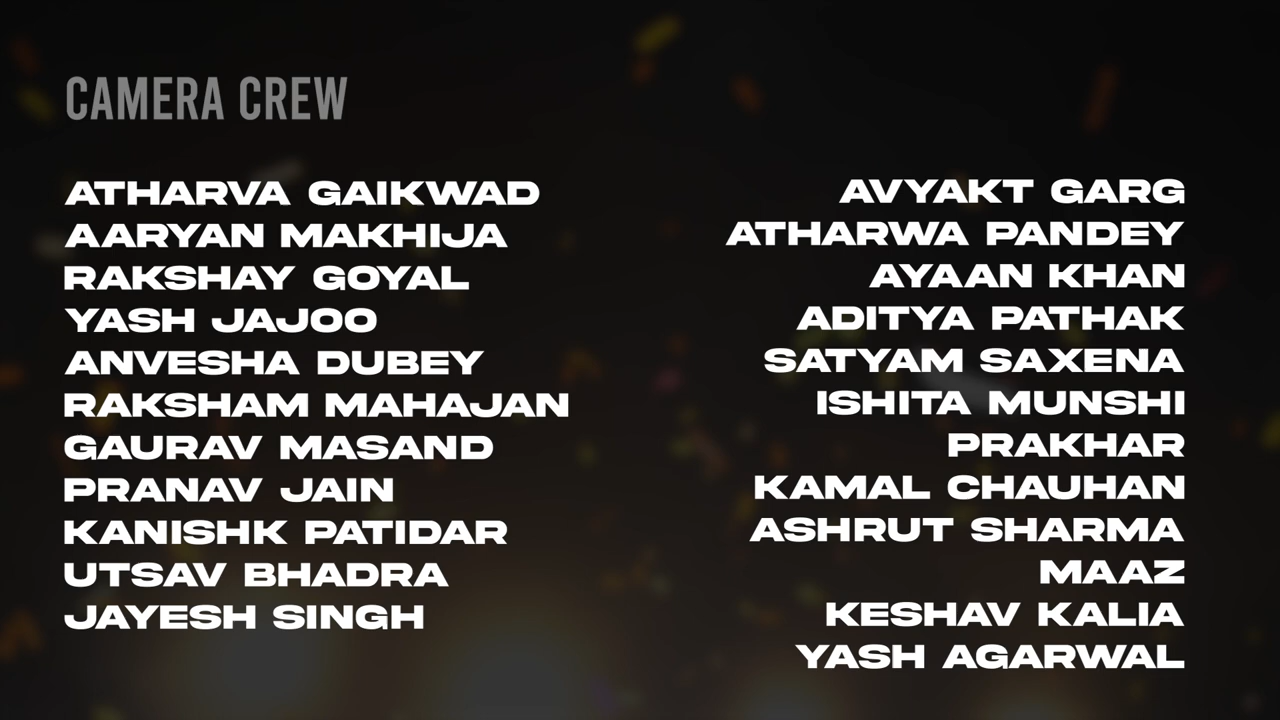 CAMERA CREW
ATHARVA GAIKWAD
AARYAN MAKHIJA
RAKSHAY GOYAL
YASH JAJOO
ANVESHA DUBEY
RAKSHAM MAHAJAN
GAURAV MASAND
PRANAV JAIN
KANISHK PATIDAR
UTSAV BHADRA
JAYESH SINGH
AVYAKT GARG
ATHARWA PANDEY
AYAAN KHAN
ADITYA PATHAK
SATYAM SAXENA
ISHITA MUNSHI
PRAKHAR
KAMAL CHAUHAN
ASHRUT SHARMA
MAAZ
KESHAV KALIA
YASH AGARWAL